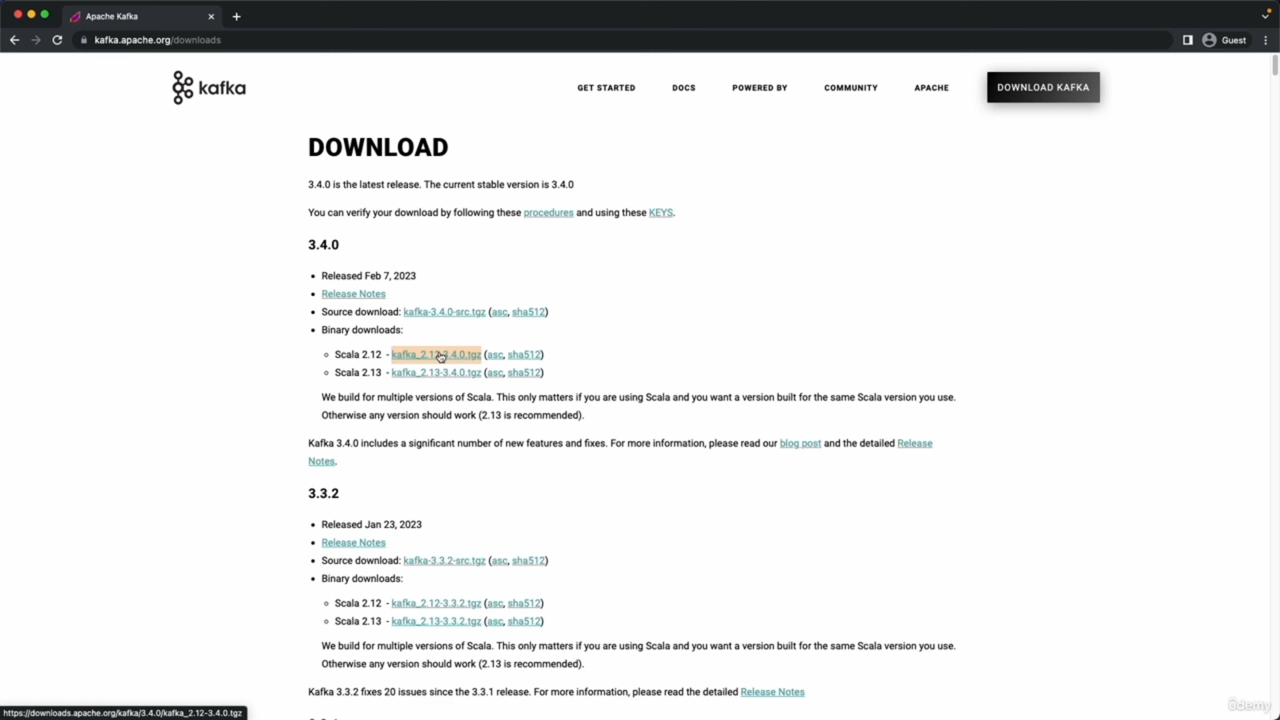 Apache Kafka
kafka.apache.org/downloads
Guest
kafka
GET STARTED
DOCS
POWERED BY
COMMUNITY
APACHE
DOWNLOAD KAFKA
DOWNLOAD
3.4.0 is the latest release. The current stable version is 3.4.0
You can verify your download by following these procedures and using these KEYS.
3.4.0
Released Feb 7, 2023
Release Notes
Source download: kafka-3.4.0-src.tgz (asc, sha512)
Binary downloads:
Scala 2.12 - kafka_2.12-3.4.0.tgz (asc, sha512)
Scala 2.13 - kafka_2.13-3.4.0.tgz (asc, sha512)
We build for multiple versions of Scala. This only matters if you are using Scala and you want a version built for the same Scala version you use.
Otherwise any version should work (2.13 is recommended).
Kafka 3.4.0 includes a significant number of new features and fixes. For more information, please read our blog post and the detailed Release
Notes.
3.3.2
Released Jan 23, 2023
Release Notes
Source download: kafka-3.3.2-src.tgz (asc, sha512)
Binary downloads:
Scala 2.12 - kafka_2.12-3.3.2.tgz (asc, sha512)
Scala 2.13 - kafka_2.13-3.3.2.tgz (asc, sha512)
We build for multiple versions of Scala. This only matters if you are using Scala and you want a version built for the same Scala version you use.
Otherwise any version should work (2.13 is recommended).
Kafka 3.3.2 fixes 20 issues since the 3.3.1 release. For more information, please read the detailed Release Notes
https://downloads.apache.org/kafka/3.4.0/kafka_2.12-3.4.0.tgz
ûdemy